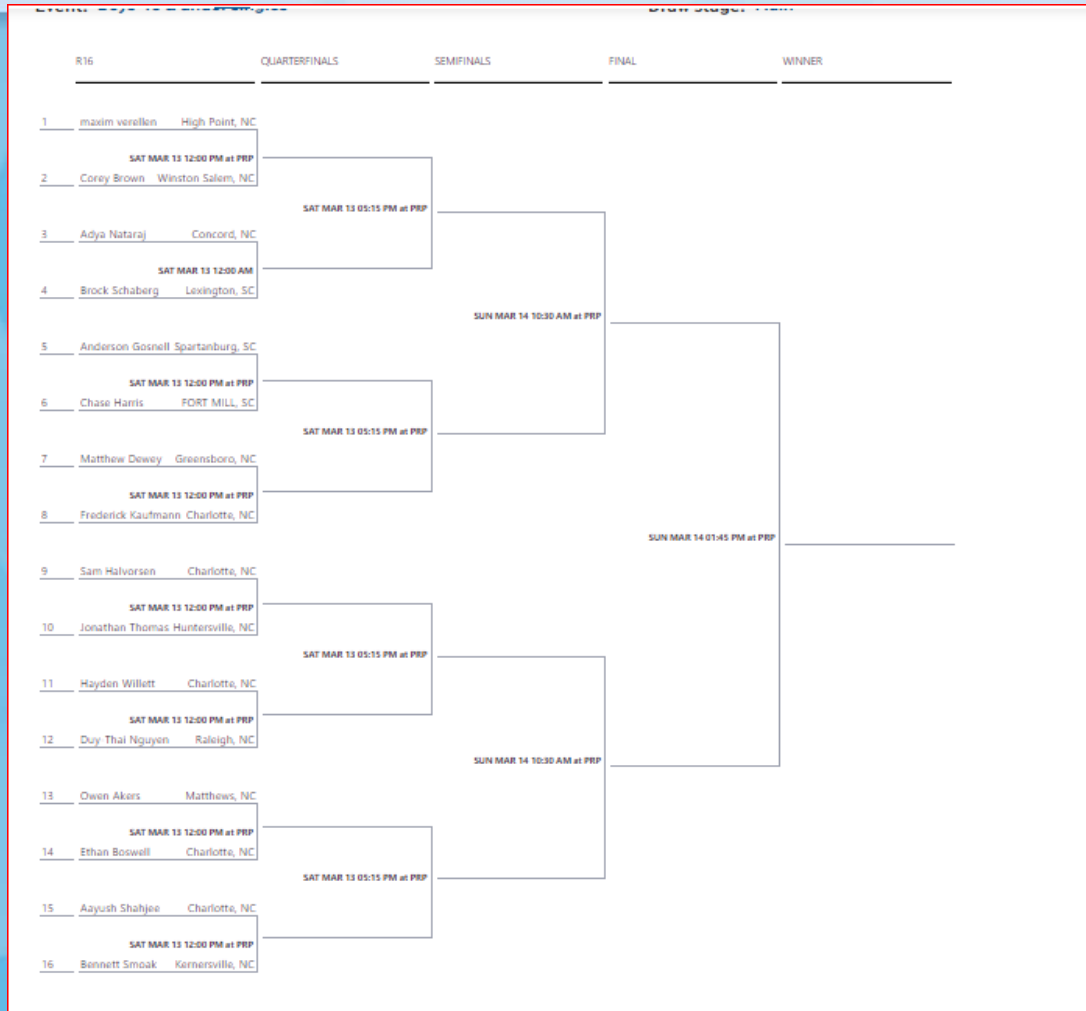 R16 QUARTERFINALS SEMIFINALS FINAL WINNER
1 maxim verellen High Point, NC
SAT MAR 13 12:00 PM at PRP
2 Corey Brown Winston Salem, NC
SAT MAR 13 05:15 PM at PRP
3 Adya Nataraj Concord, NC
SAT MAR 13 12:00 AM
4 Brock Schaberg Lexington, SC
SUN MAR 14 10:30 AM at PRP
5 Anderson Gosnell Spartanburg, SC
SAT MAR 13 12:00 PM at PRP
6 Chase Harris FORT MILL, SC
SAT MAR 13 05:15 PM at PRP
7 Matthew Dewey Greensboro, NC
SAT MAR 13 12:00 PM at PRP
8 Frederick Kaufmann Charlotte, NC
SUN MAR 14 01:45 PM at PRP
9 Sam Halvorsen Charlotte, NC
SAT MAR 13 12:00 PM at PRP
10 Jonathan Thomas Huntersville, NC
SAT MAR 13 05:15 PM at PRP
11 Hayden Willett Charlotte, NC
SAT MAR 13 12:00 PM at PRP
12 Duy Thai Nguyen Raleigh, NC
SUN MAR 14 10:30 AM at PRP
13 Owen Akers Matthews, NC
SAT MAR 13 12:00 PM at PRP
14 Ethan Boswell Charlotte, NC
SAT MAR 13 05:15 PM at PRP
15 Aayush Shahjee Charlotte, NC
SAT MAR 13 12:00 PM at PRP
16 Bennett Smoak Kernersville, NC